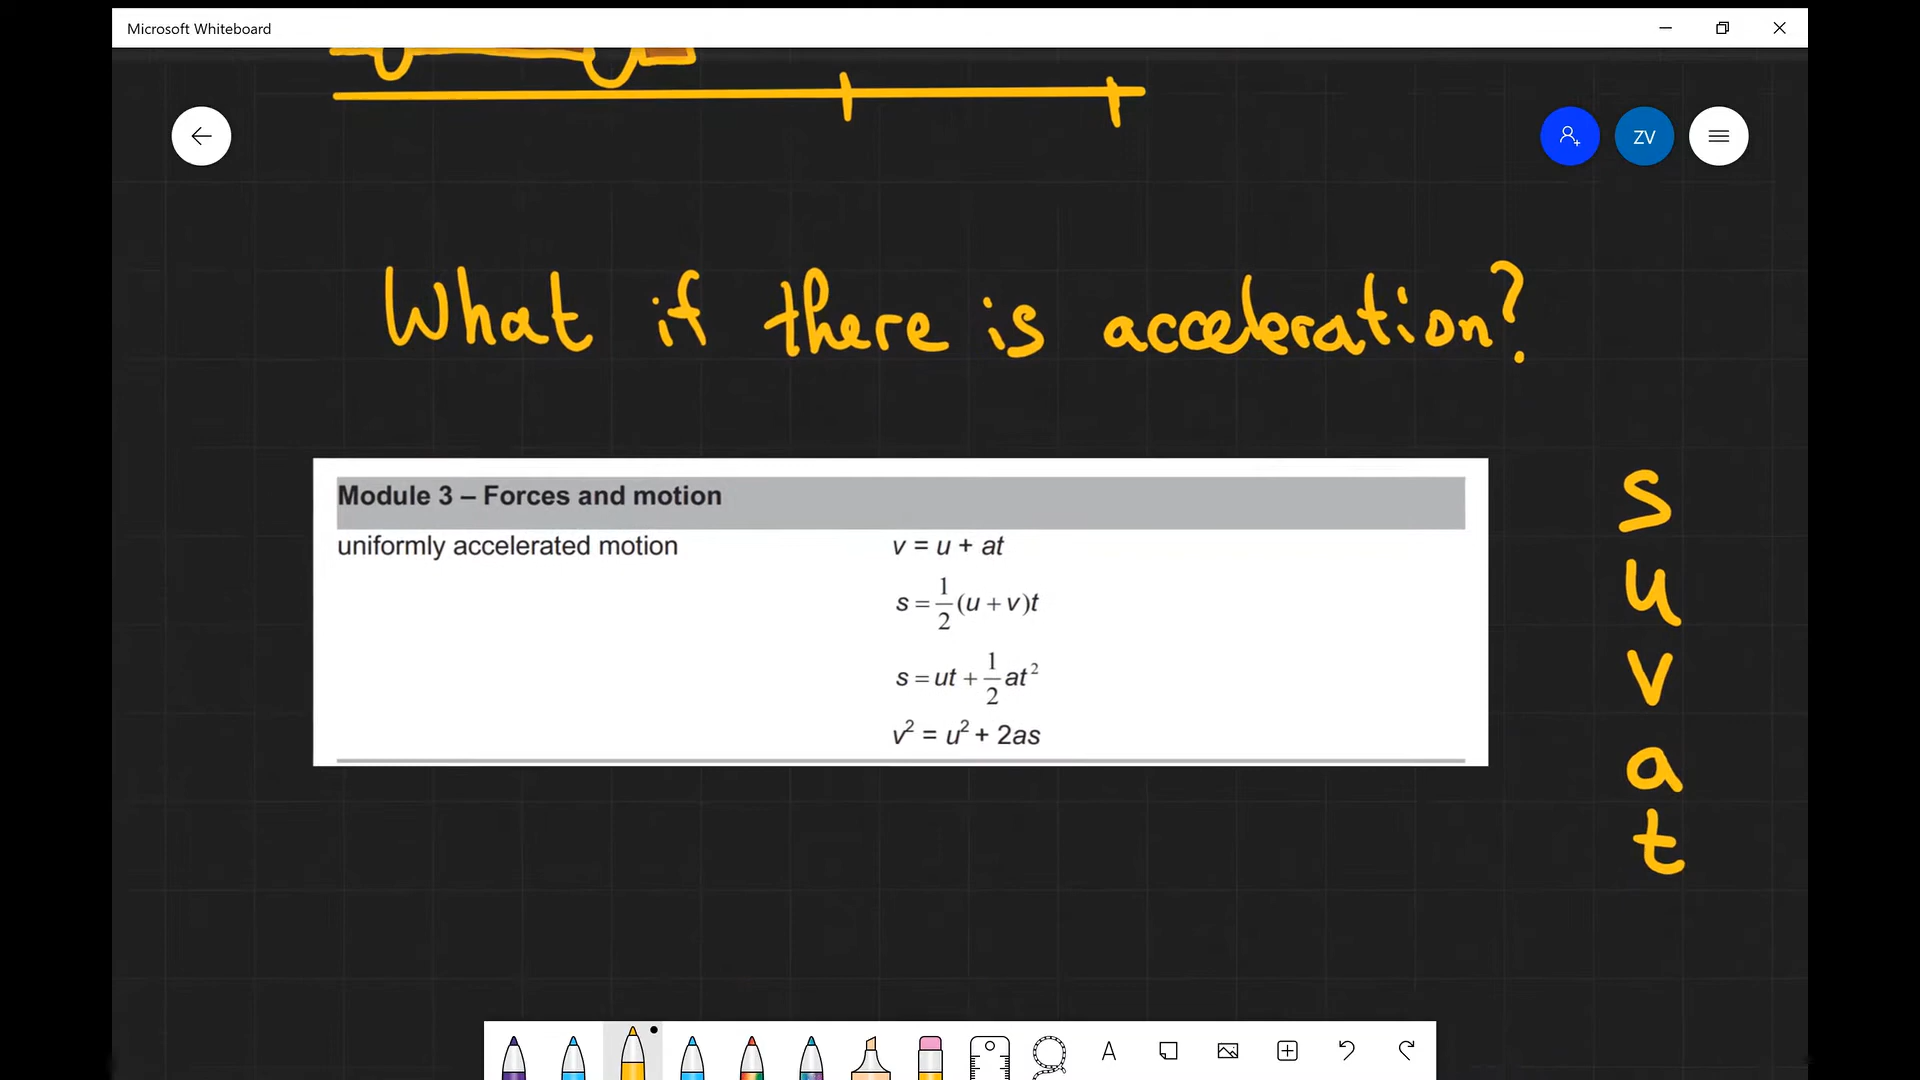 Microsoft Whiteboard
ZV
What if there is acceleration?
Module 3 – Forces and motion
uniformly accelerated motion v = u + at
s = 1/2 (u + v)t
s = ut + 1/2 at²
v² = u² + 2as
s
u
v
a
t
A